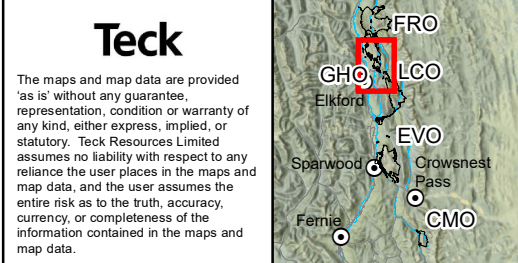 Teck
The maps and map data are provided
'as is' without any guarantee,
representation, condition or warranty of
any kind, either express, implied, or
statutory. Teck Resources Limited
assumes no liability with respect to any
reliance the user places in the maps and
map data, and the user assumes the
entire risk as to the truth, accuracy,
currency, or completeness of the
information contained in the maps and
map data.
FRO
GHO
LCO
Elkford
EVO
Sparwood
Crowsnest
Pass
CMO
Fernie